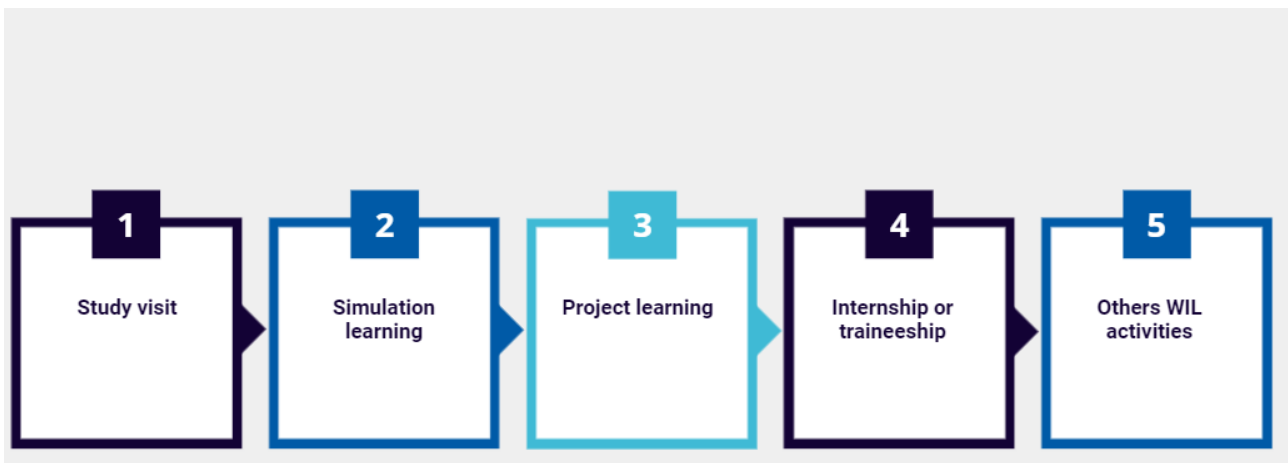 1
Study visit
2
Simulation
learning
3
Project learning
4
Internship or
traineeship
5
Others WIL
activities